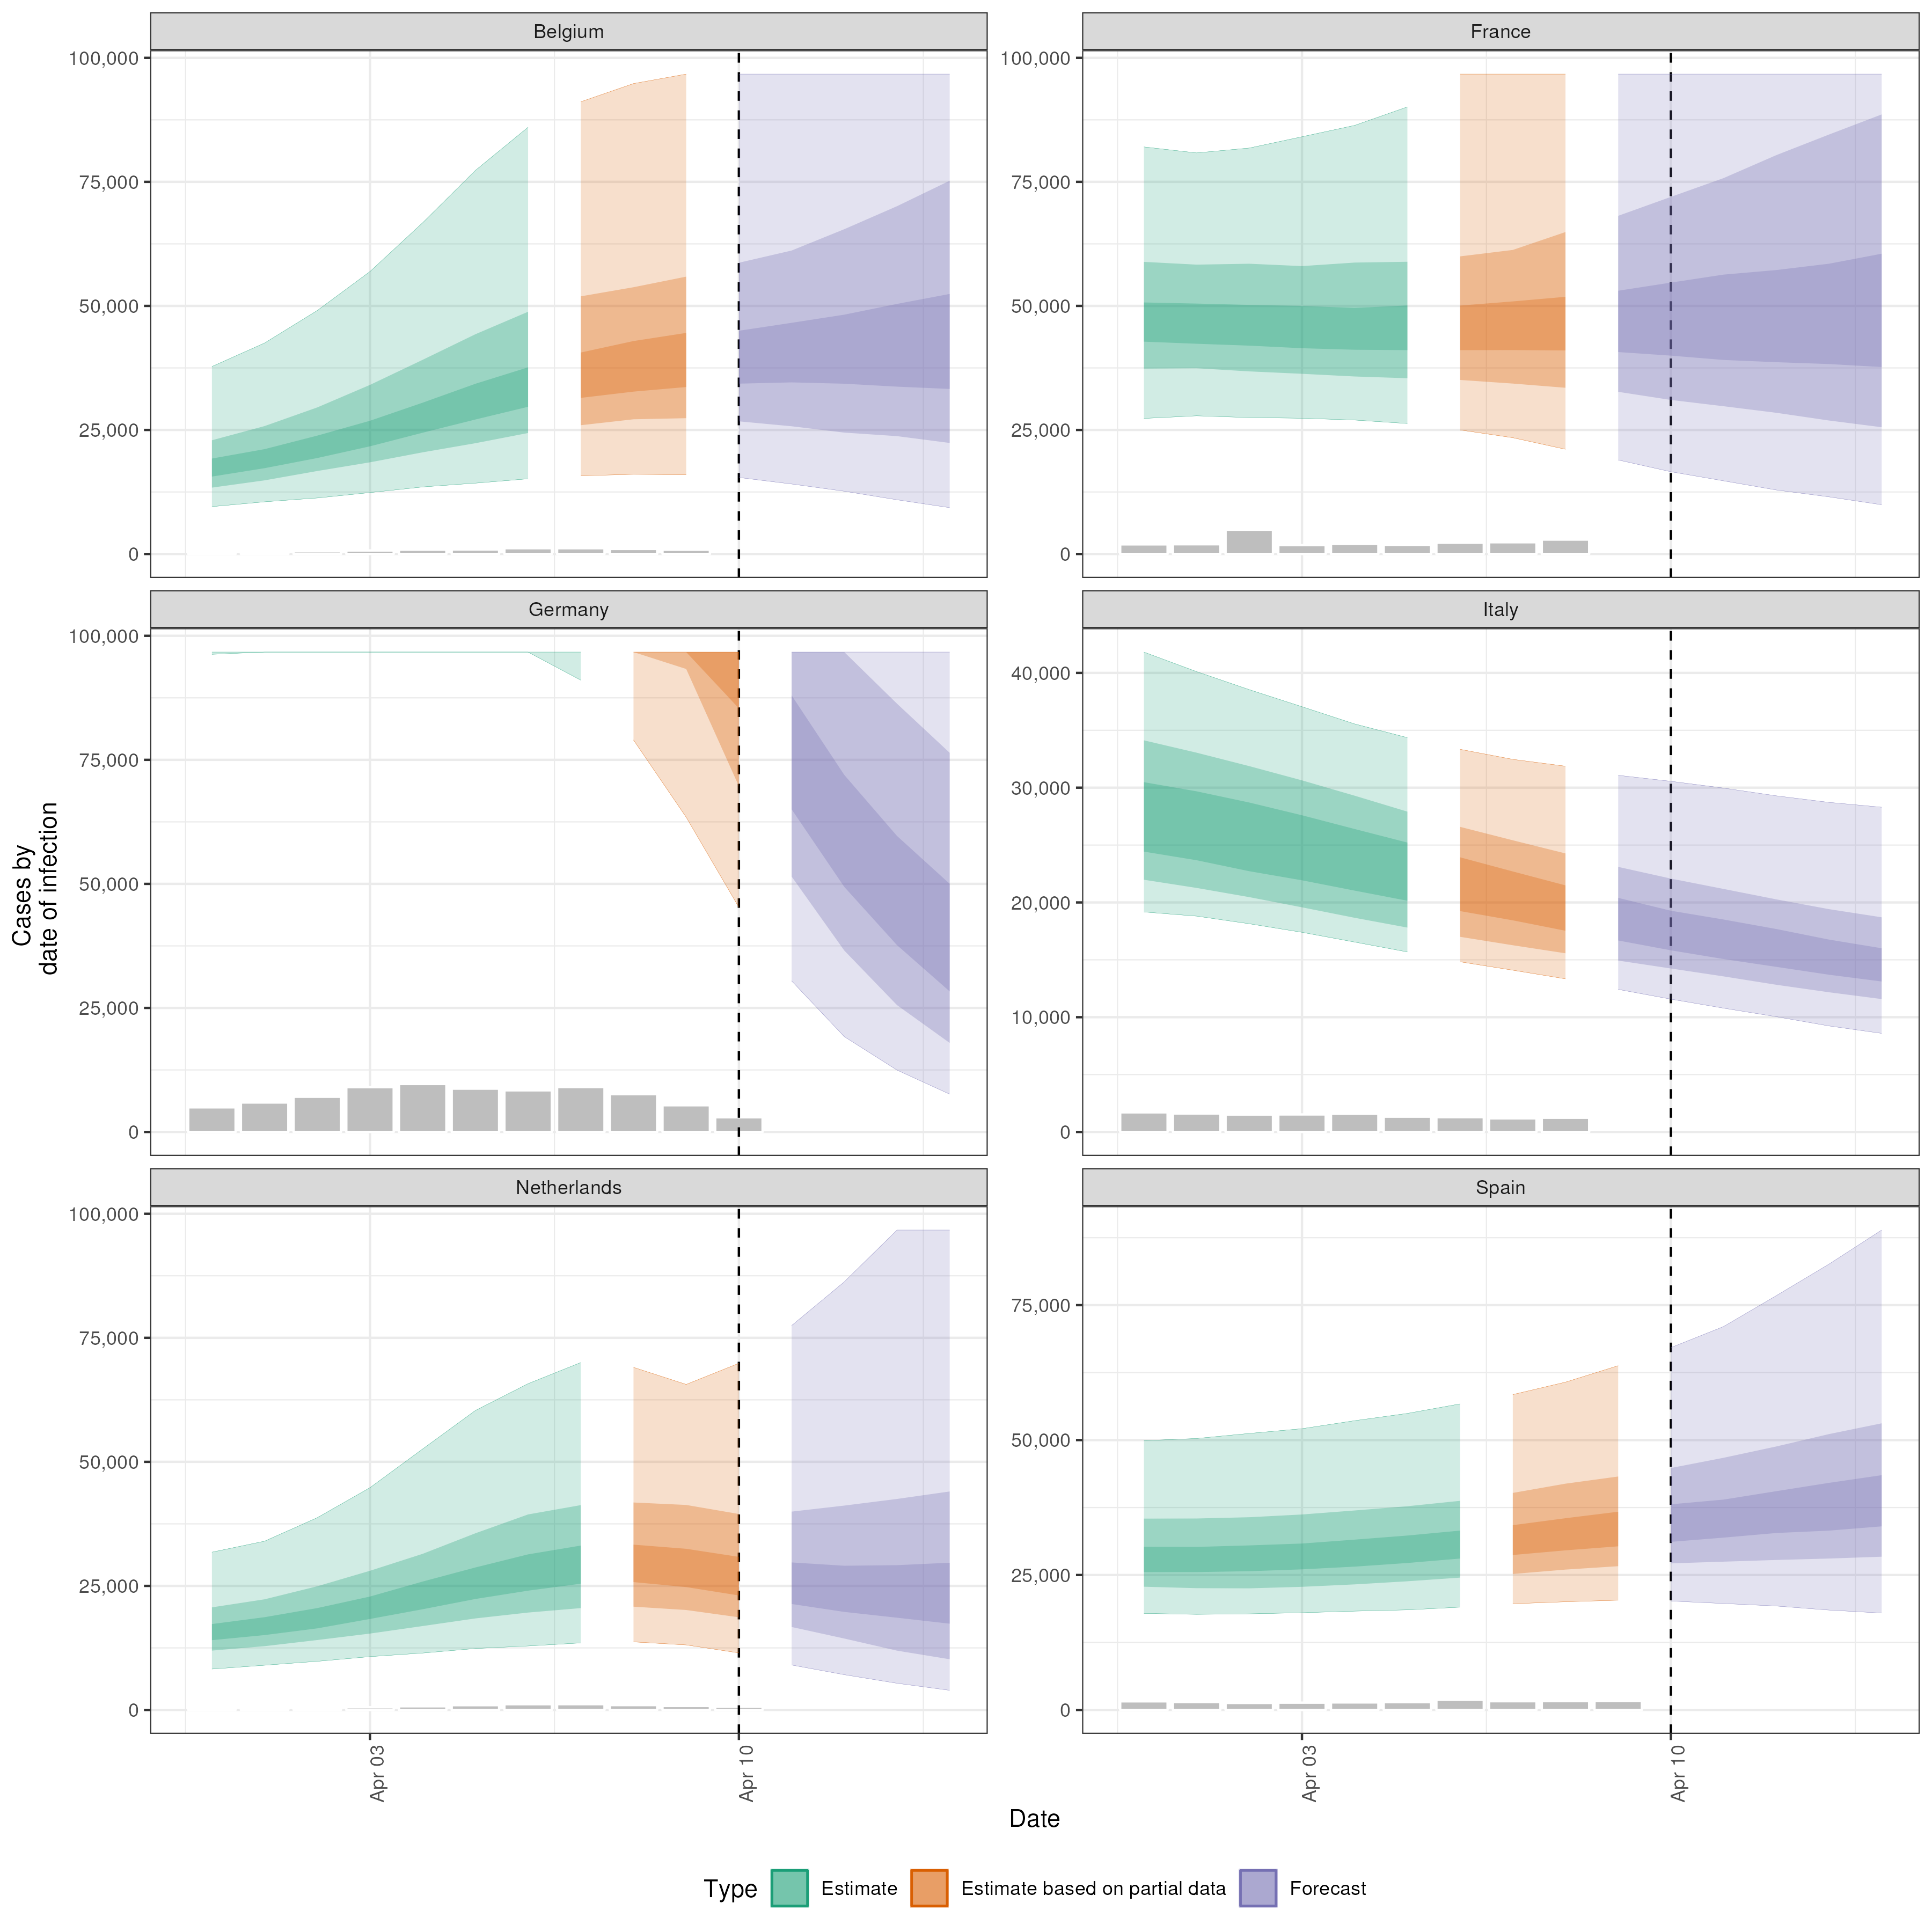 Belgium
France
100,000
75,000
50,000
25,000
0
100,000
75,000
50,000
25,000
0
Germany
Italy
100,000
75,000
50,000
25,000
0
40,000
30,000
20,000
10,000
0
Netherlands
Spain
100,000
75,000
50,000
25,000
0
75,000
50,000
25,000
0
Cases by
date of infection
Apr 03
Apr 10
Apr 03
Apr 10
Date
Type
Estimate
Estimate based on partial data
Forecast